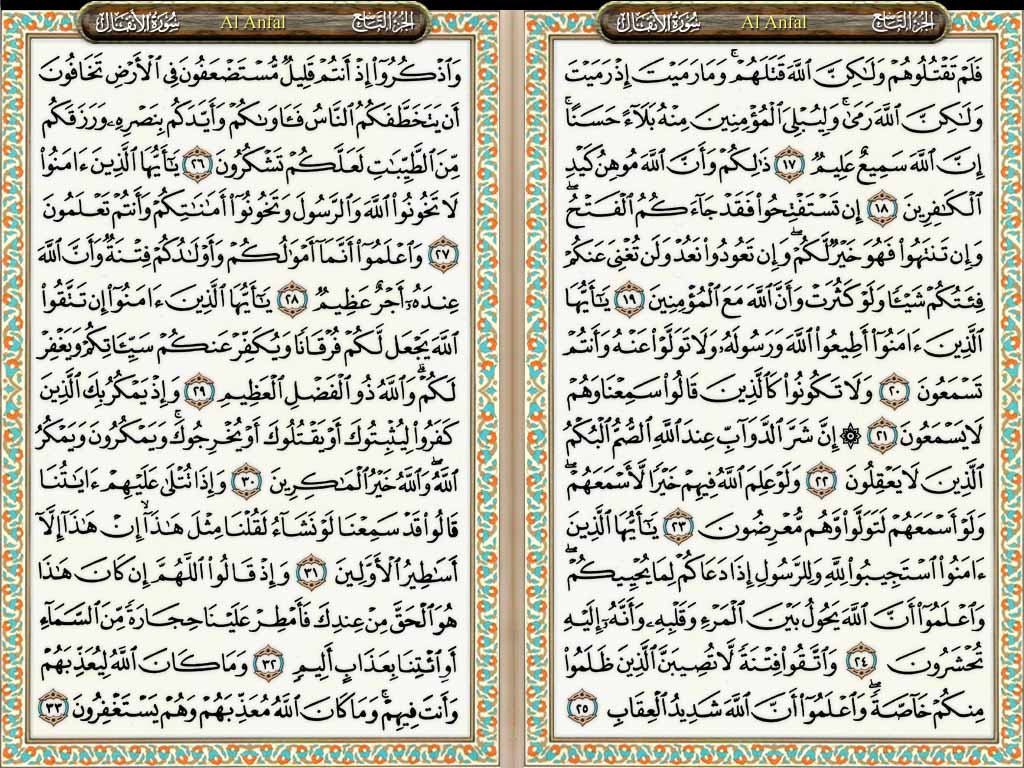 الجزء التاسع Al Anfal سورة الأنفال
فَلَمْ تَقْتُلُوهُمْ وَلَٰكِنَّ ٱللَّهَ قَتَلَهُمْ ۚ وَمَا رَمَيْتَ إِذْ رَمَيْتَ
وَلَٰكِنَّ ٱللَّهَ رَمَىٰ ۚ وَلِيُبْلِىَ ٱلْمُؤْمِنِينَ مِنْهُ بَلَآءً حَسَنًا ۚ
إِنَّ ٱللَّهَ سَمِيعٌ عَلِيمٌ ١٧ ذَٰلِكُمْ وَأَنَّ ٱللَّهَ مُوهِنُ كَيْدِ
ٱلْكَٰفِرِينَ ١٨ إِن تَسْتَفْتِحُوا۟ فَقَدْ جَآءَكُمُ ٱلْفَتْحُ ۖ
وَإِن تَنتَهُوا۟ فَهُوَ خَيْرٌ لَّكُمْ ۖ وَإِن تَعُودُوا۟ نَعُدْ وَلَن تُغْنِىَ عَنكُمْ
فِئَتُكُمْ شَيْـًٔا وَلَوْ كَثُرَتْ وَأَنَّ ٱللَّهَ مَعَ ٱلْمُؤْمِنِينَ ١٩ يَٰٓأَيُّهَا
ٱلَّذِينَ ءَامَنُوٓا۟ أَطِيعُوا۟ ٱللَّهَ وَرَسُولَهُۥ وَلَا تَوَلَّوْا۟ عَنْهُ وَأَنتُمْ
تَسْمَعُونَ ٢٠ وَلَا تَكُونُوا۟ كَٱلَّذِينَ قَالُوا۟ سَمِعْنَا وَهُمْ
لَا يَسْمَعُونَ ٢١ ۞ إِنَّ شَرَّ ٱلدَّوَآبِّ عِندَ ٱللَّهِ ٱلصُّمُّ ٱلْبُكْمُ
ٱلَّذِينَ لَا يَعْقِلُونَ ٢٢ وَلَوْ عَلِمَ ٱللَّهُ فِيهِمْ خَيْرًا لَّأَسْمَعَهُمْ ۖ
وَلَوْ أَسْمَعَهُمْ لَتَوَلَّوا۟ وَّهُم مُّعْرِضُونَ ٢٣ يَٰٓأَيُّهَا ٱلَّذِينَ
ءَامَنُوا۟ ٱسْتَجِيبُوا۟ لِلَّهِ وَلِلرَّسُولِ إِذَا دَعَاكُمْ لِمَا يُحْيِيكُمْ ۖ
وَٱعْلَمُوٓا۟ أَنَّ ٱللَّهَ يَحُولُ بَيْنَ ٱلْمَرْءِ وَقَلْبِهِۦ وَأَنَّهُۥٓ إِلَيْهِ
تُحْشَرُونَ ٢٤ وَٱتَّقُوا۟ فِتْنَةً لَّا تُصِيبَنَّ ٱلَّذِينَ ظَلَمُوا۟
مِنكُمْ خَآصَّةً ۖ وَٱعْلَمُوٓا۟ أَنَّ ٱللَّهَ شَدِيدُ ٱلْعِقَابِ ٢٥
الجزء التاسع Al Anfal سورة الأنفال
وَٱذْكُرُوٓا۟ إِذْ أَنتُمْ قَلِيلٌ مُّسْتَضْعَفُونَ فِى ٱلْأَرْضِ تَخَافُونَ
أَن يَتَخَطَّفَكُمُ ٱلنَّاسُ فَـَٔاوَىٰكُمْ وَأَيَّدَكُم بِنَصْرِهِۦ وَرَزَقَكُم
مِّنَ ٱلطَّيِّبَٰتِ لَعَلَّكُمْ تَشْكُرُونَ ٢٦ يَٰٓأَيُّهَا ٱلَّذِينَ ءَامَنُوا۟
لَا تَخُونُوا۟ ٱللَّهَ وَٱلرَّسُولَ وَتَخُونُوٓا۟ أَمَٰنَٰتِكُمْ وَأَنتُمْ تَعْلَمُونَ
٢٧ وَٱعْلَمُوٓا۟ أَنَّمَآ أَمْوَٰلُكُمْ وَأَوْلَٰدُكُمْ فِتْنَةٌ وَأَنَّ ٱللَّهَ
عِندَهُۥٓ أَجْرٌ عَظِيمٌ ٢٨ يَٰٓأَيُّهَا ٱلَّذِينَ ءَامَنُوٓا۟ إِن تَتَّقُوا۟
ٱللَّهَ يَجْعَل لَّكُمْ فُرْقَانًا وَيُكَفِّرْ عَنكُمْ سَيِّـَٔاتِكُمْ وَيَغْفِرْ
لَكُمْ ۗ وَٱللَّهُ ذُو ٱلْفَضْلِ ٱلْعَظِيمِ ٢٩ وَإِذْ يَمْكُرُ بِكَ ٱلَّذِينَ
كَفَرُوا۟ لِيُثْبِتُوكَ أَوْ يَقْتُلُوكَ أَوْ يُخْرِجُوكَ ۚ وَيَمْكُرُونَ وَيَمْكُرُ
ٱللَّهُ ۖ وَٱللَّهُ خَيْرُ ٱلْمَٰكِرِينَ ٣٠ وَإِذَا تُتْلَىٰ عَلَيْهِمْ ءَايَٰتُنَا
قَالُوا۟ قَدْ سَمِعْنَا لَوْ نَشَآءُ لَقُلْنَا مِثْلَ هَٰذَآ ۙ إِنْ هَٰذَآ إِلَّآ
أَسَٰطِيرُ ٱلْأَوَّلِينَ ٣١ وَإِذْ قَالُوا۟ ٱللَّهُمَّ إِن كَانَ هَٰذَا
هُوَ ٱلْحَقَّ مِنْ عِندِكَ فَأَمْطِرْ عَلَيْنَا حِجَارَةً مِّنَ ٱلسَّمَآءِ
أَوِ ٱئْتِنَا بِعَذَابٍ أَلِيمٍ ٣٢ وَمَا كَانَ ٱللَّهُ لِيُعَذِّبَهُمْ
وَأَنتَ فِيهِمْ ۚ وَمَا كَانَ ٱللَّهُ مُعَذِّبَهُمْ وَهُمْ يَسْتَغْفِرُونَ ٣٣